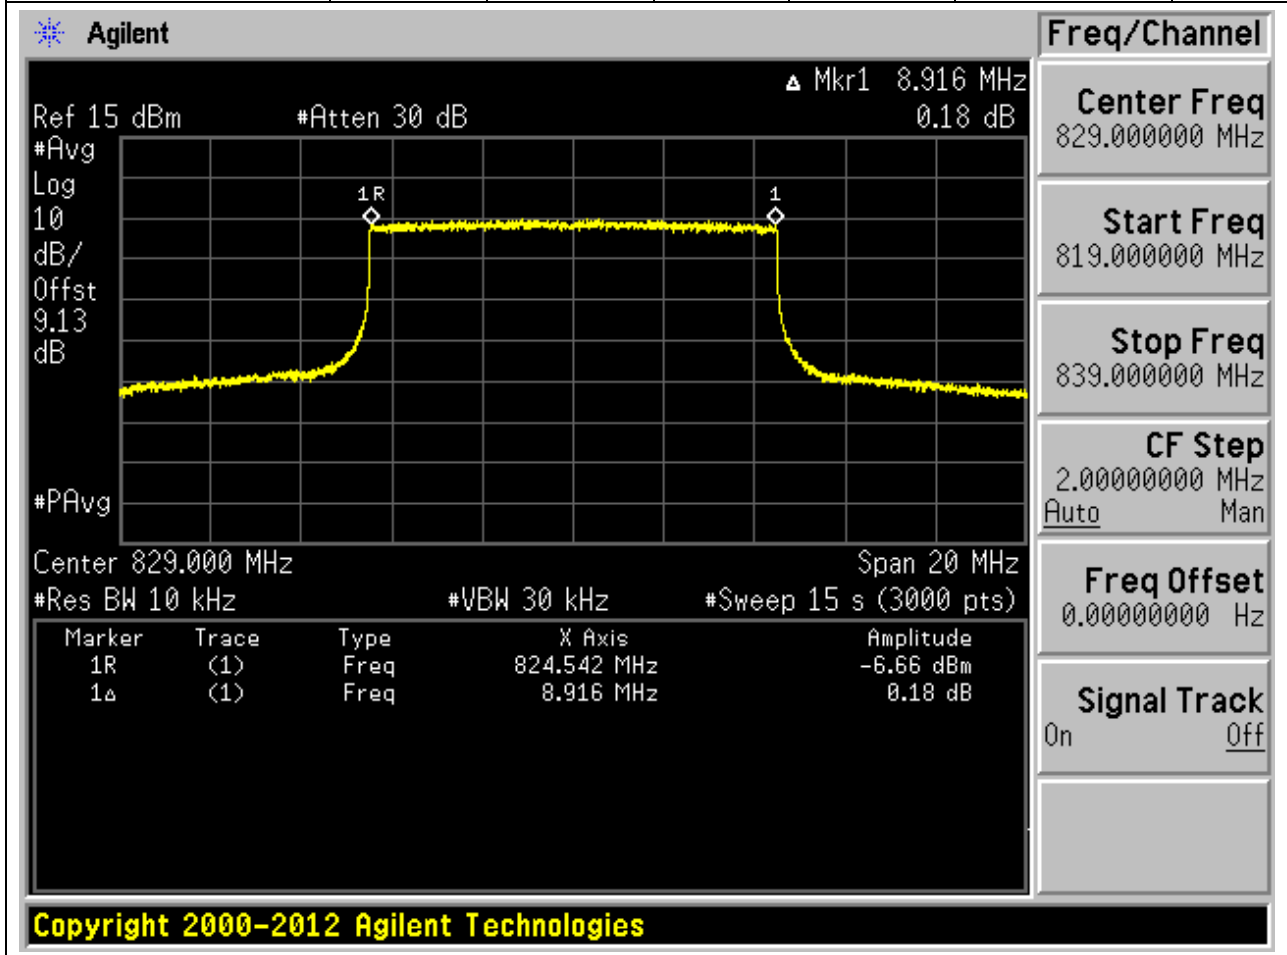 Agilent
Freq/Channel
▵ Mkr1 8.916 MHz
Ref 15 dBm #Atten 30 dB 0.18 dB
#Avg
Log
10
dB/
Offst
9.13
dB
1R 1
#PAvg
Center 829.000 MHz Span 20 MHz
#Res BW 10 kHz #VBW 30 kHz #Sweep 15 s (3000 pts)
Marker Trace Type X Axis Amplitude
1R (1) Freq 824.542 MHz -6.66 dBm
1▵ (1) Freq 8.916 MHz 0.18 dB
Center Freq
829.000000 MHz
Start Freq
819.000000 MHz
Stop Freq
839.000000 MHz
CF Step
2.00000000 MHz
Auto Man
Freq Offset
0.00000000 Hz
Signal Track
On Off
Copyright 2000-2012 Agilent Technologies